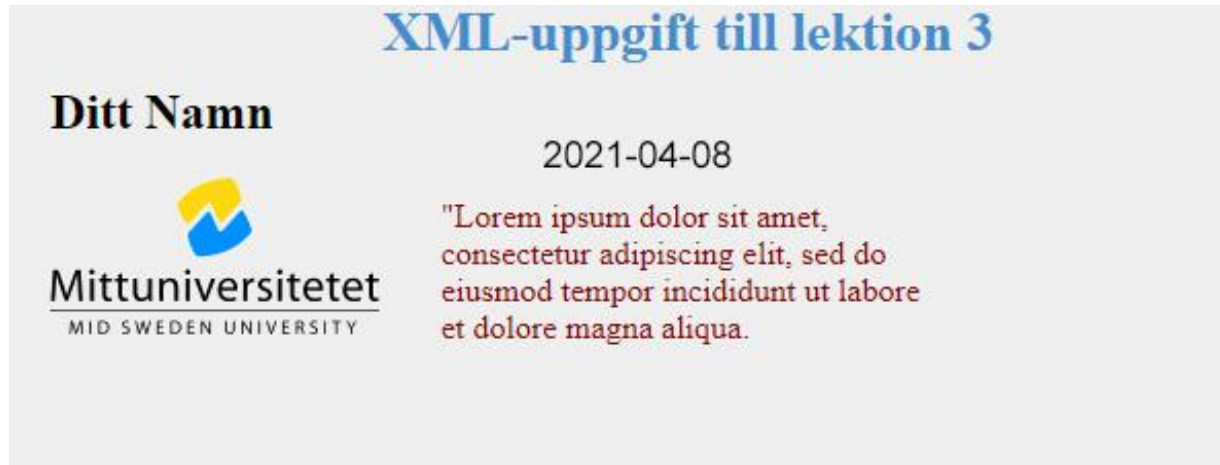 XML-uppgift till lektion 3
Ditt Namn
2021-04-08
Mittuniversitetet
MID SWEDEN UNIVERSITY
"Lorem ipsum dolor sit amet,
consectetur adipiscing elit, sed do
eiusmod tempor incididunt ut labore
et dolore magna aliqua.